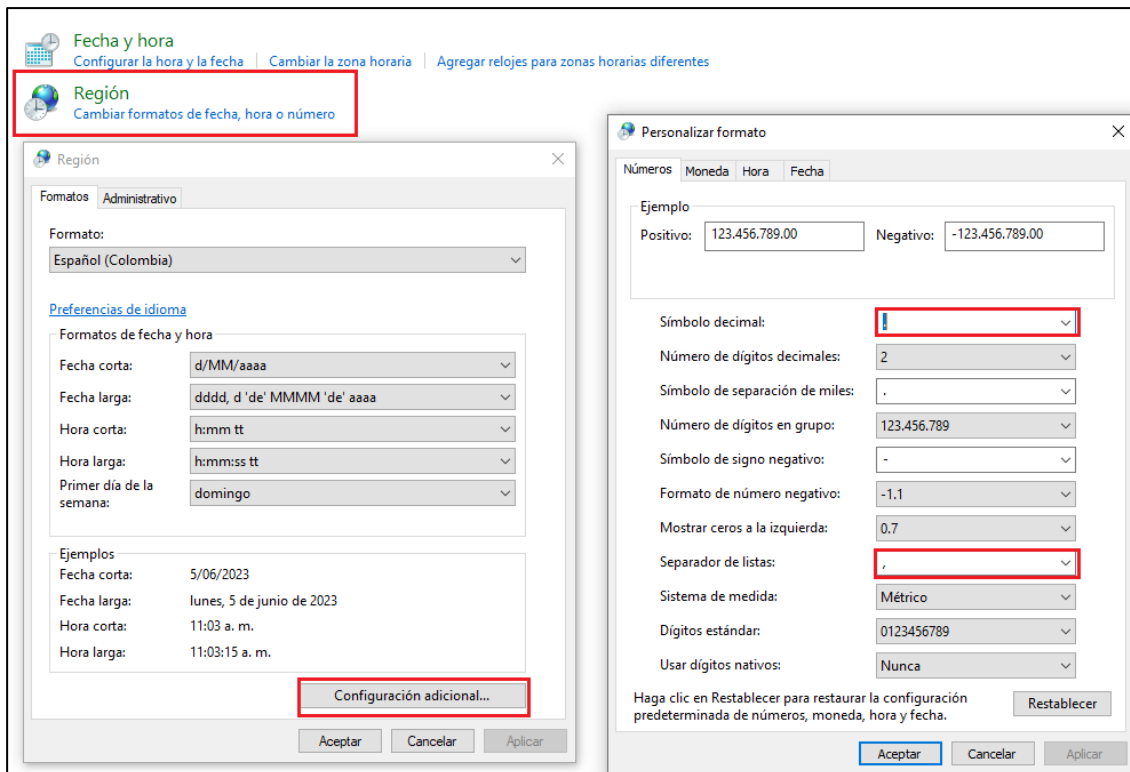 Fecha y hora
Configurar la hora y la fecha Cambiar la zona horaria Agregar relojes para zonas horarias diferentes
Región
Cambiar formatos de fecha, hora o número
Región
Formatos Administrativo
Formato:
Español (Colombia)
Preferencias de idioma
Formatos de fecha y hora
Fecha corta: d/MM/aaaa
Fecha larga: dddd, d 'de' MMMM 'de' aaaa
Hora corta: h:mm tt
Hora larga: h:mm:ss tt
Primer día de la
semana: domingo
Ejemplos
Fecha corta: 5/06/2023
Fecha larga: lunes, 5 de junio de 2023
Hora corta: 11:03 a. m.
Hora larga: 11:03:15 a. m.
Configuración adicional...
Aceptar Cancelar Aplicar
Personalizar formato
Números Moneda Hora Fecha
Ejemplo
Positivo: 123.456.789.00 Negativo: -123.456.789.00
Símbolo decimal: .
Número de dígitos decimales: 2
Símbolo de separación de miles: .
Número de dígitos en grupo: 123.456.789
Símbolo de signo negativo: -
Formato de número negativo: -1.1
Mostrar ceros a la izquierda: 0.7
Separador de listas: ,
Sistema de medida: Métrico
Dígitos estándar: 0123456789
Usar dígitos nativos: Nunca
Haga clic en Restablecer para restaurar la configuración
predeterminada de números, moneda, hora y fecha.
Restablecer
Aceptar Cancelar Aplicar